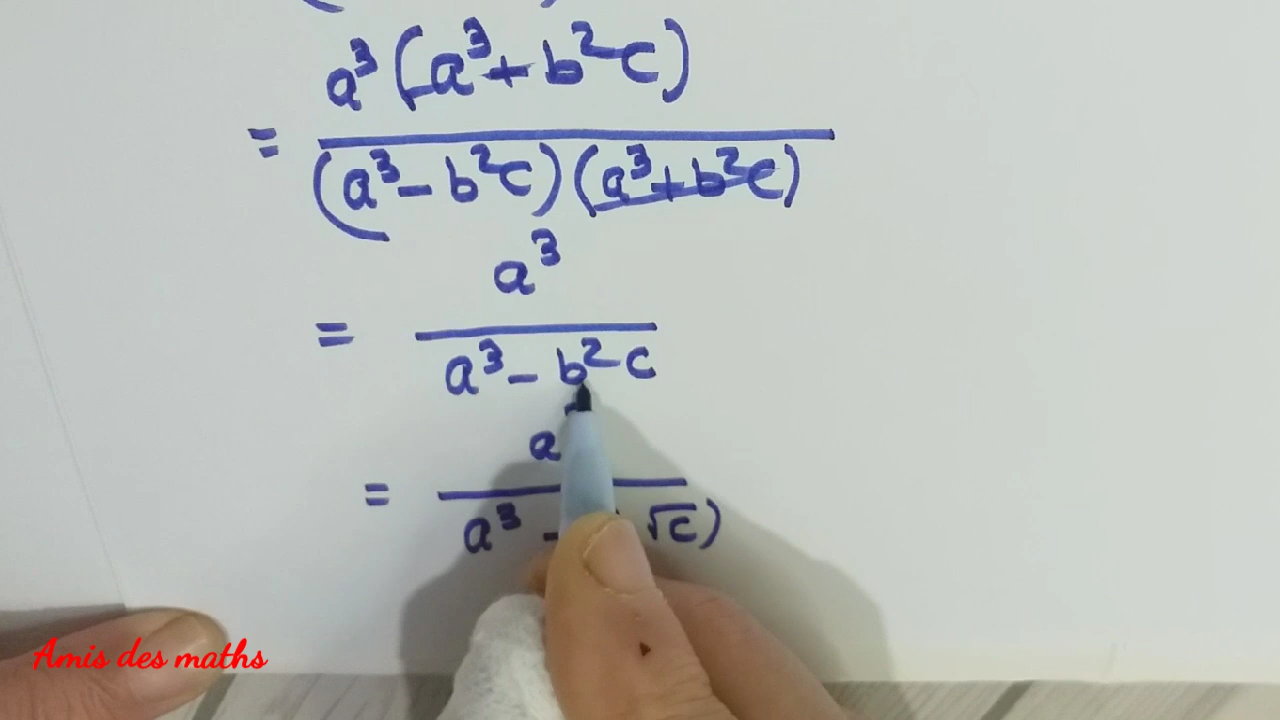 a³(a³+b²c)
=
(a³-b²c)(a³+b²c)
a³
=
a³-b²c
a
=
a³ - √c)
Amis des maths